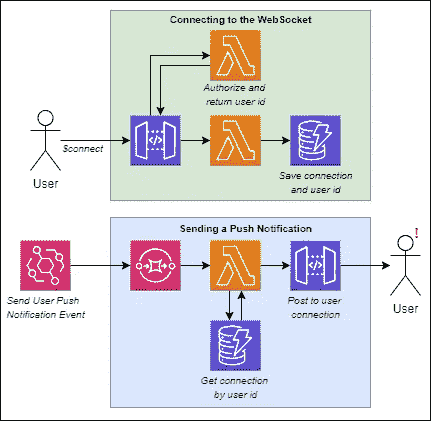 Connecting to the WebSocket
Authorize and
return user id
User
$connect
Save connection
and user id
Sending a Push Notification
!
Send User Push
Notification Event
Post to user
connection
User
Get connection
by user id